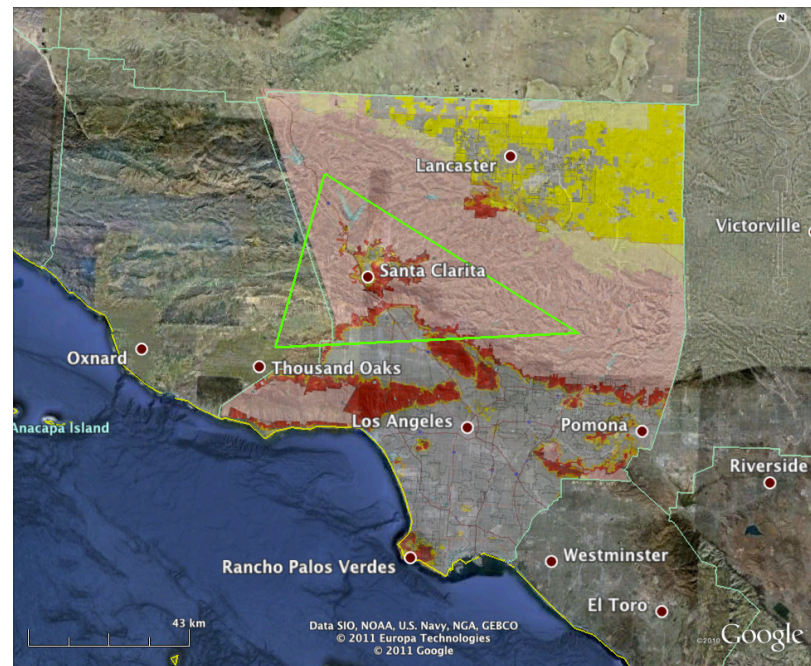 N
Lancaster
Victorville
Santa Clarita
Oxnard
Thousand Oaks
Los Angeles
Pomona
Anacapa Island
Riverside
Rancho Palos Verdes
Westminster
El Toro
43 km
Data SIO, NOAA, U.S. Navy, NGA, GEBCO
© 2011 Europa Technologies
© 2011 Google
©2010 Google